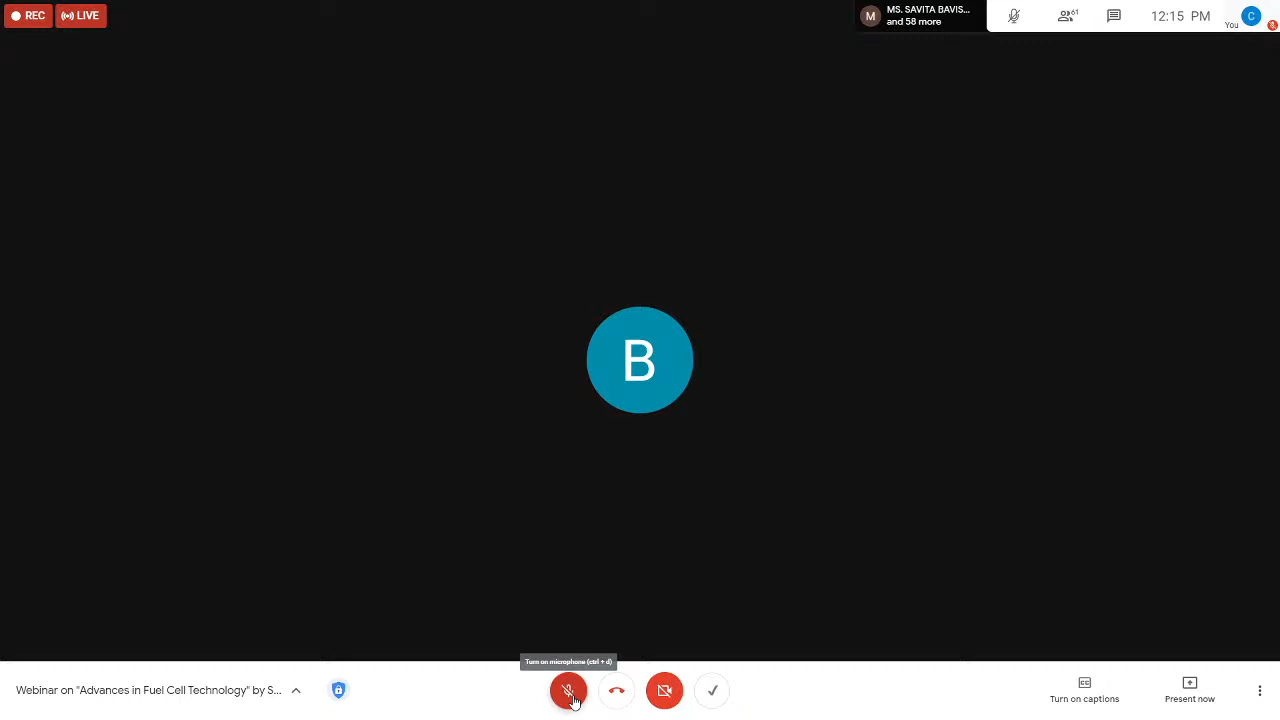 REC
LIVE
M
MS. SAVITA BAVIS...
and 58 more
61
12:15 PM
You
C
B
Turn on microphone (ctrl + d)
Webinar on "Advances in Fuel Cell Technology" by S...
CC
Turn on captions
Present now